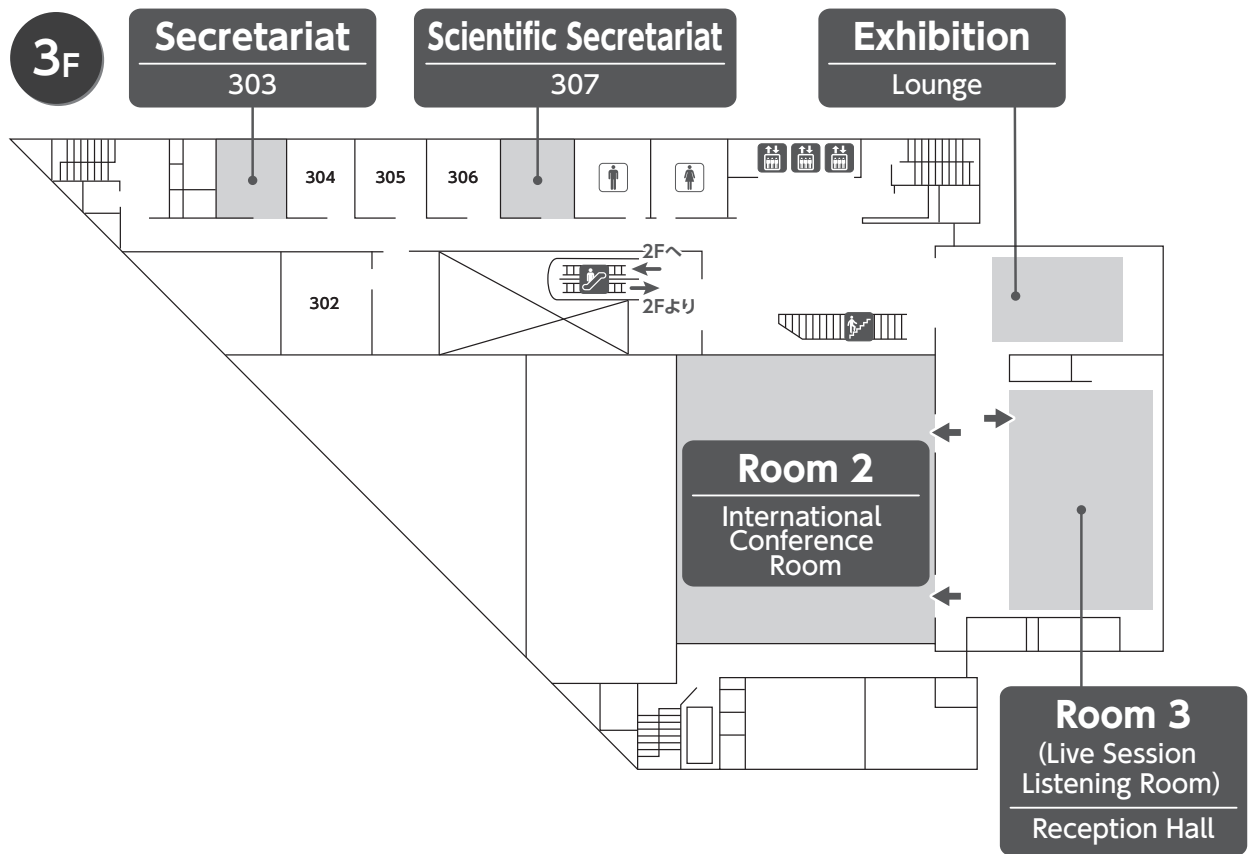 3F
Secretariat
303
Scientific Secretariat
307
Exhibition
Lounge
304
305
306
2Fへ
2Fより
302
Room 2
International
Conference
Room
Room 3
(Live Session
Listening Room)
Reception Hall